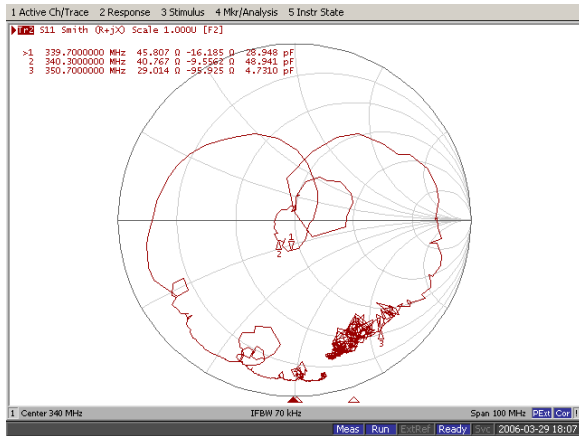 1 Active Ch/Trace 2 Response 3 Stimulus 4 Mkr/Analysis 5 Instr State
Tr2 S11 Smith (R+jX) Scale 1.000U [F2]
>1 339.7000000 MHz 45.807 Ω -16.185 Ω 28.948 pF
2 340.3000000 MHz 40.767 Ω -9.5562 Ω 48.941 pF
3 350.7000000 MHz 29.014 Ω -95.925 Ω 4.7310 pF
1
2
3
1 Center 340 MHz IFBW 70 kHz Span 100 MHz PExt Cor !
Meas Run ExtRef Ready Svc 2006-03-29 18:07